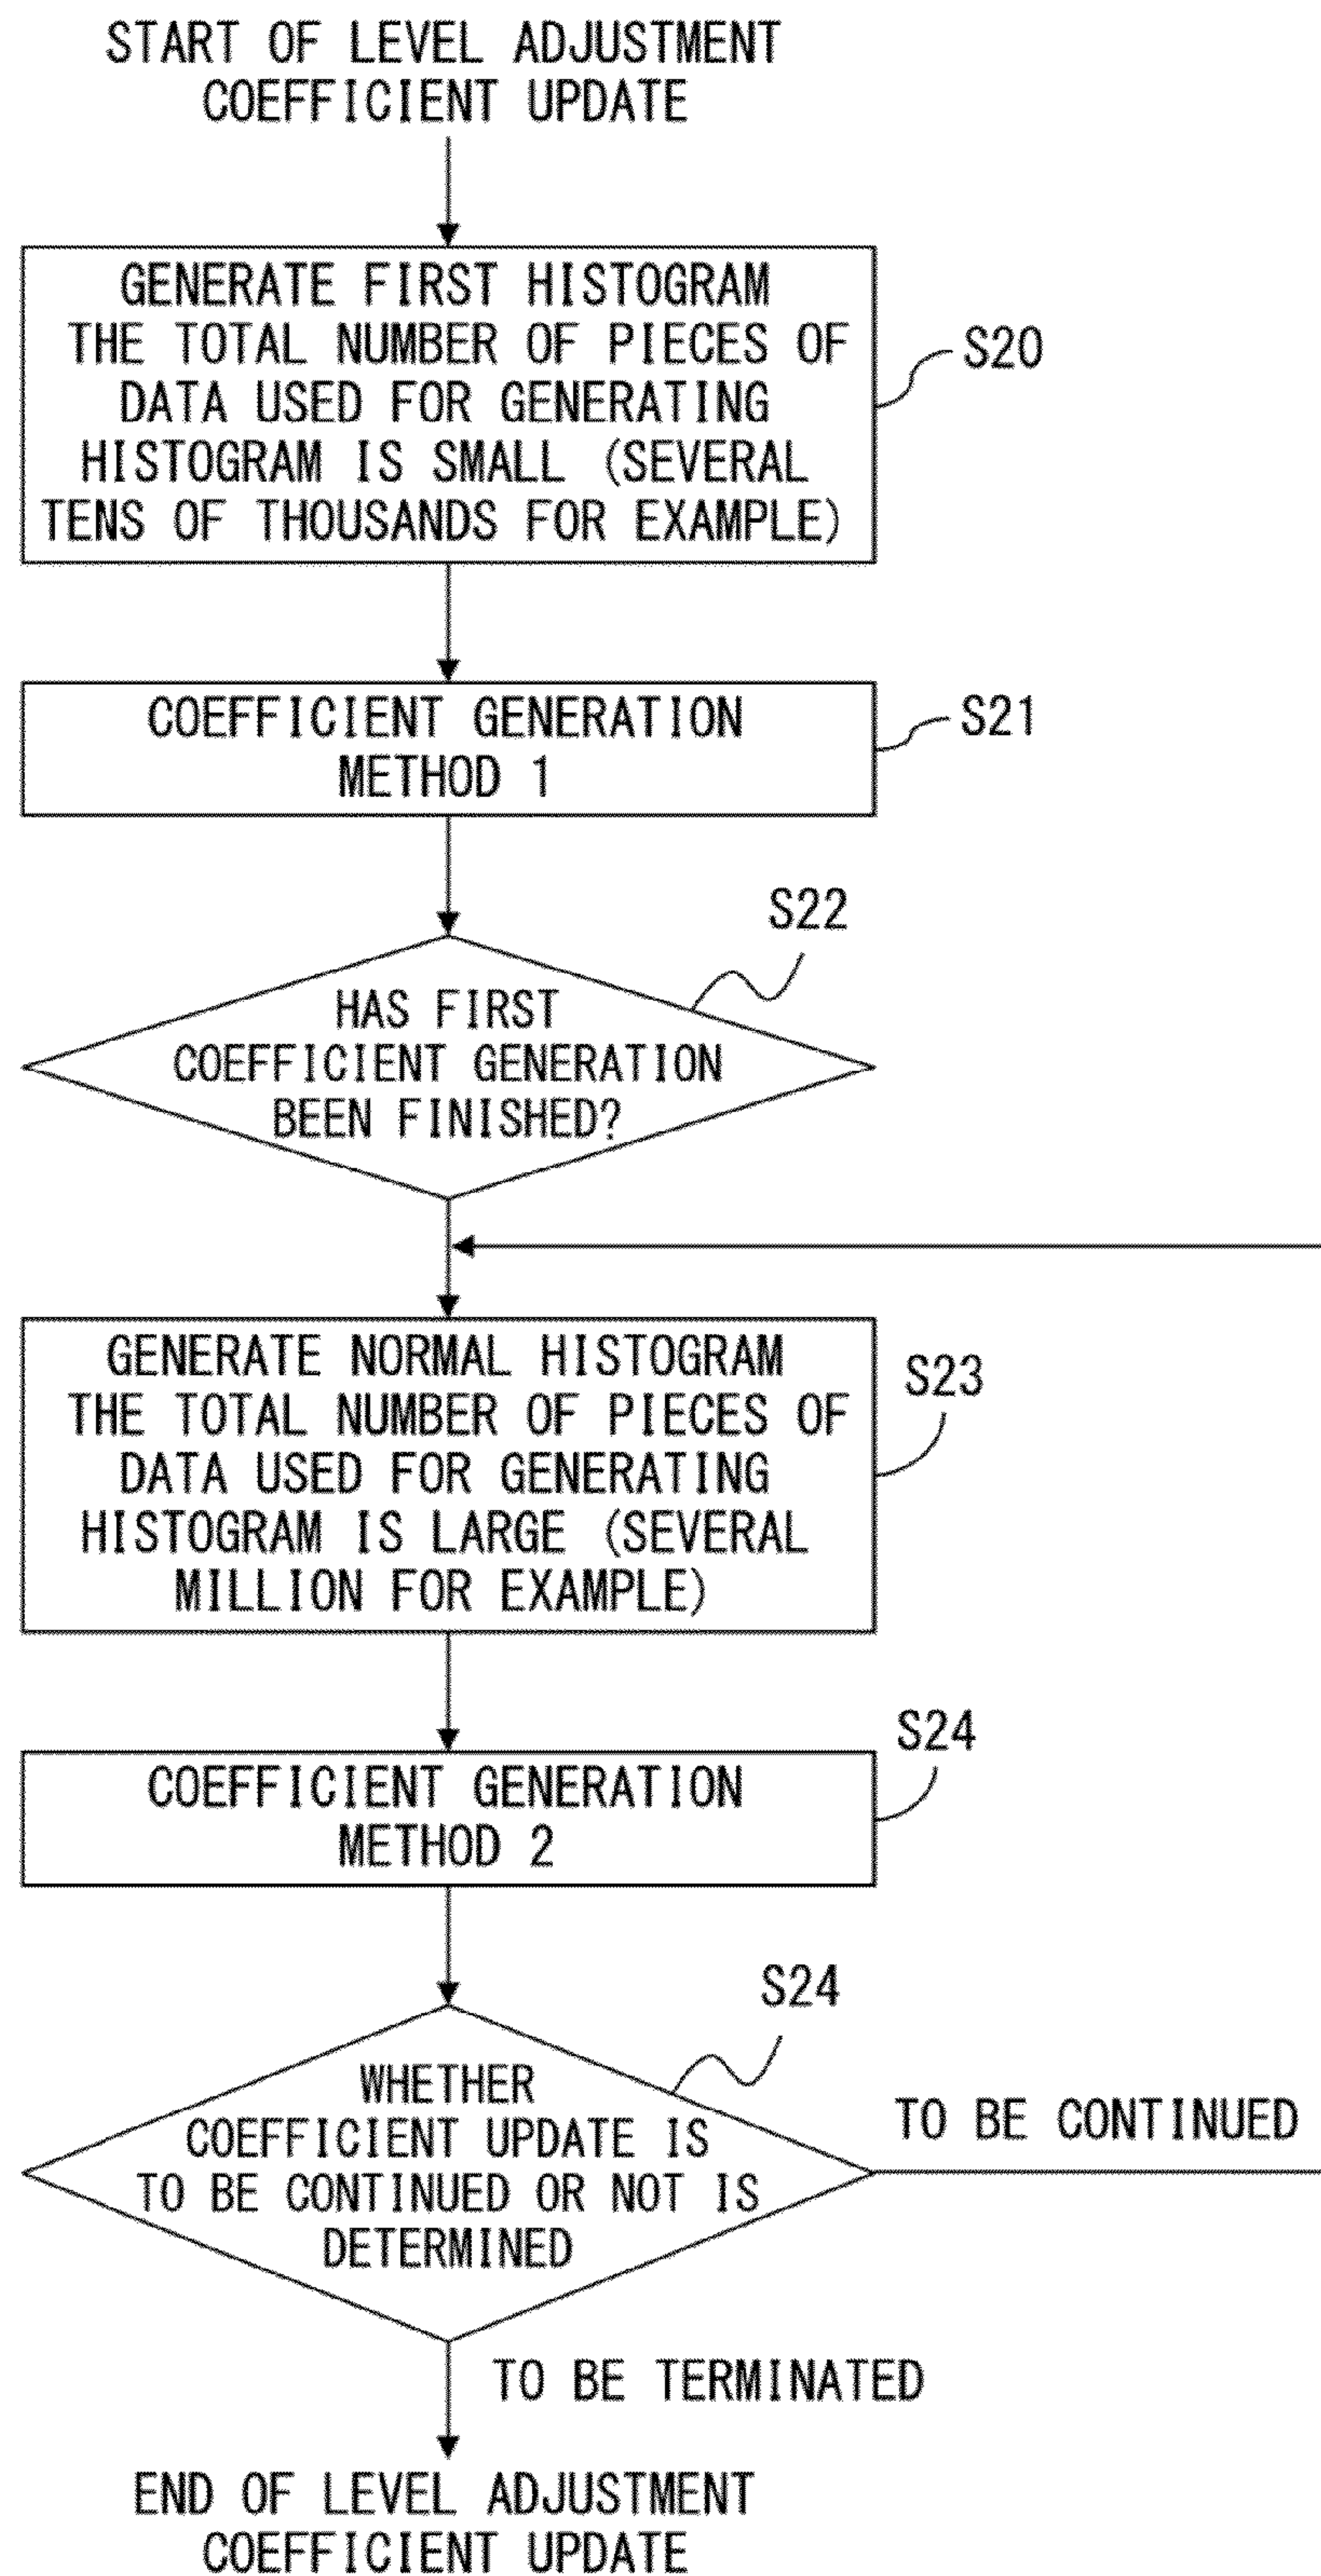 START OF LEVEL ADJUSTMENT
COEFFICIENT UPDATE
GENERATE FIRST HISTOGRAM
THE TOTAL NUMBER OF PIECES OF
DATA USED FOR GENERATING
HISTOGRAM IS SMALL (SEVERAL
TENS OF THOUSANDS FOR EXAMPLE)
S20
COEFFICIENT GENERATION
METHOD 1
S21
S22
HAS FIRST
COEFFICIENT GENERATION
BEEN FINISHED?
GENERATE NORMAL HISTOGRAM
THE TOTAL NUMBER OF PIECES OF
DATA USED FOR GENERATING
HISTOGRAM IS LARGE (SEVERAL
MILLION FOR EXAMPLE)
S23
COEFFICIENT GENERATION
METHOD 2
S24
S24
WHETHER
COEFFICIENT UPDATE IS
TO BE CONTINUED OR NOT IS
DETERMINED
TO BE CONTINUED
TO BE TERMINATED
END OF LEVEL ADJUSTMENT
COEFFICIENT UPDATE